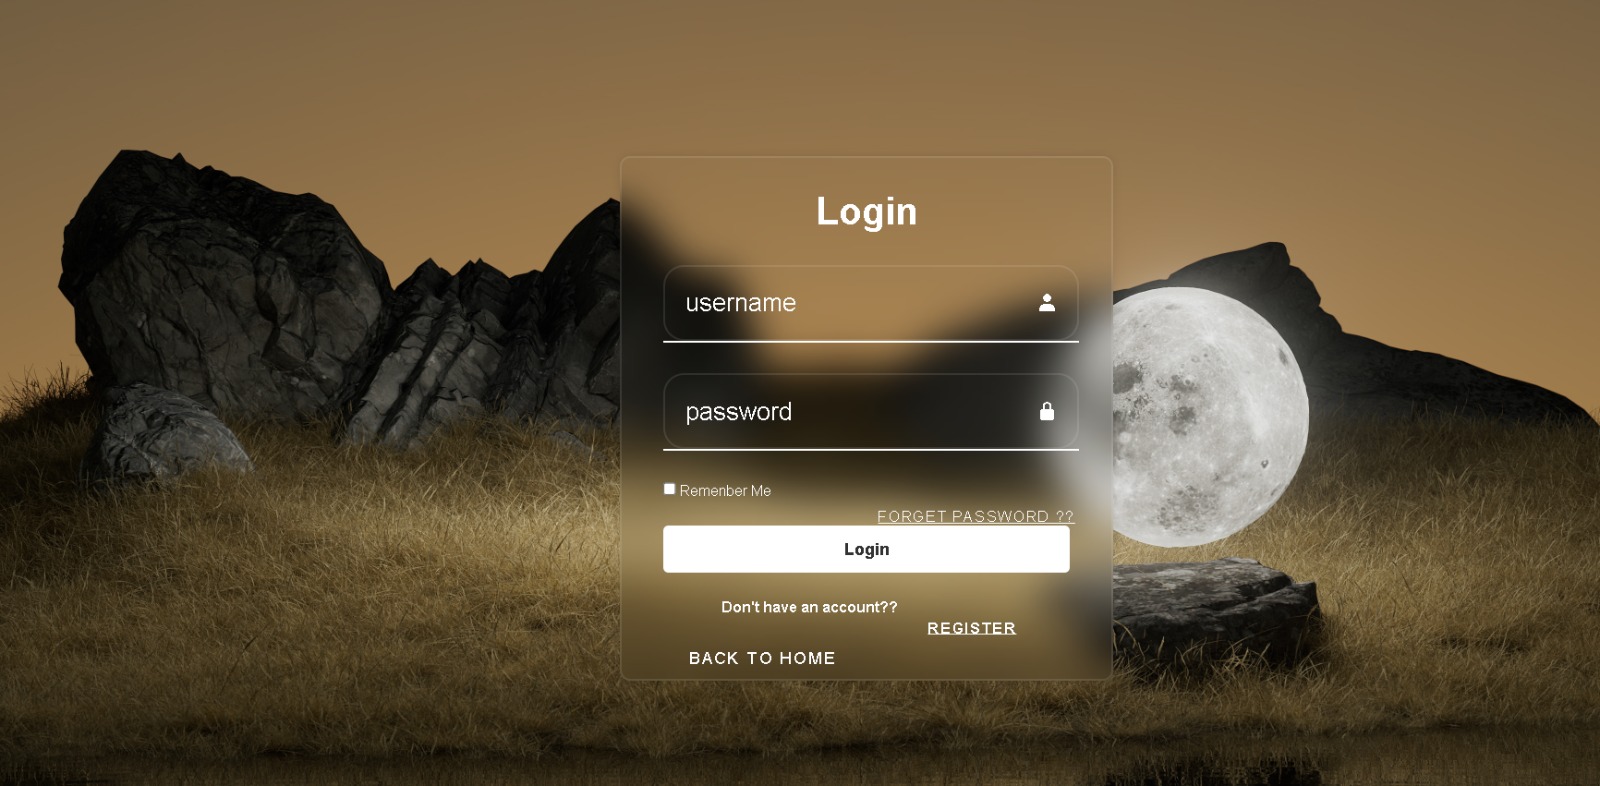 Login
username
password
Remenber Me
FORGET PASSWORD ??
Login
Don't have an account??
REGISTER
BACK TO HOME